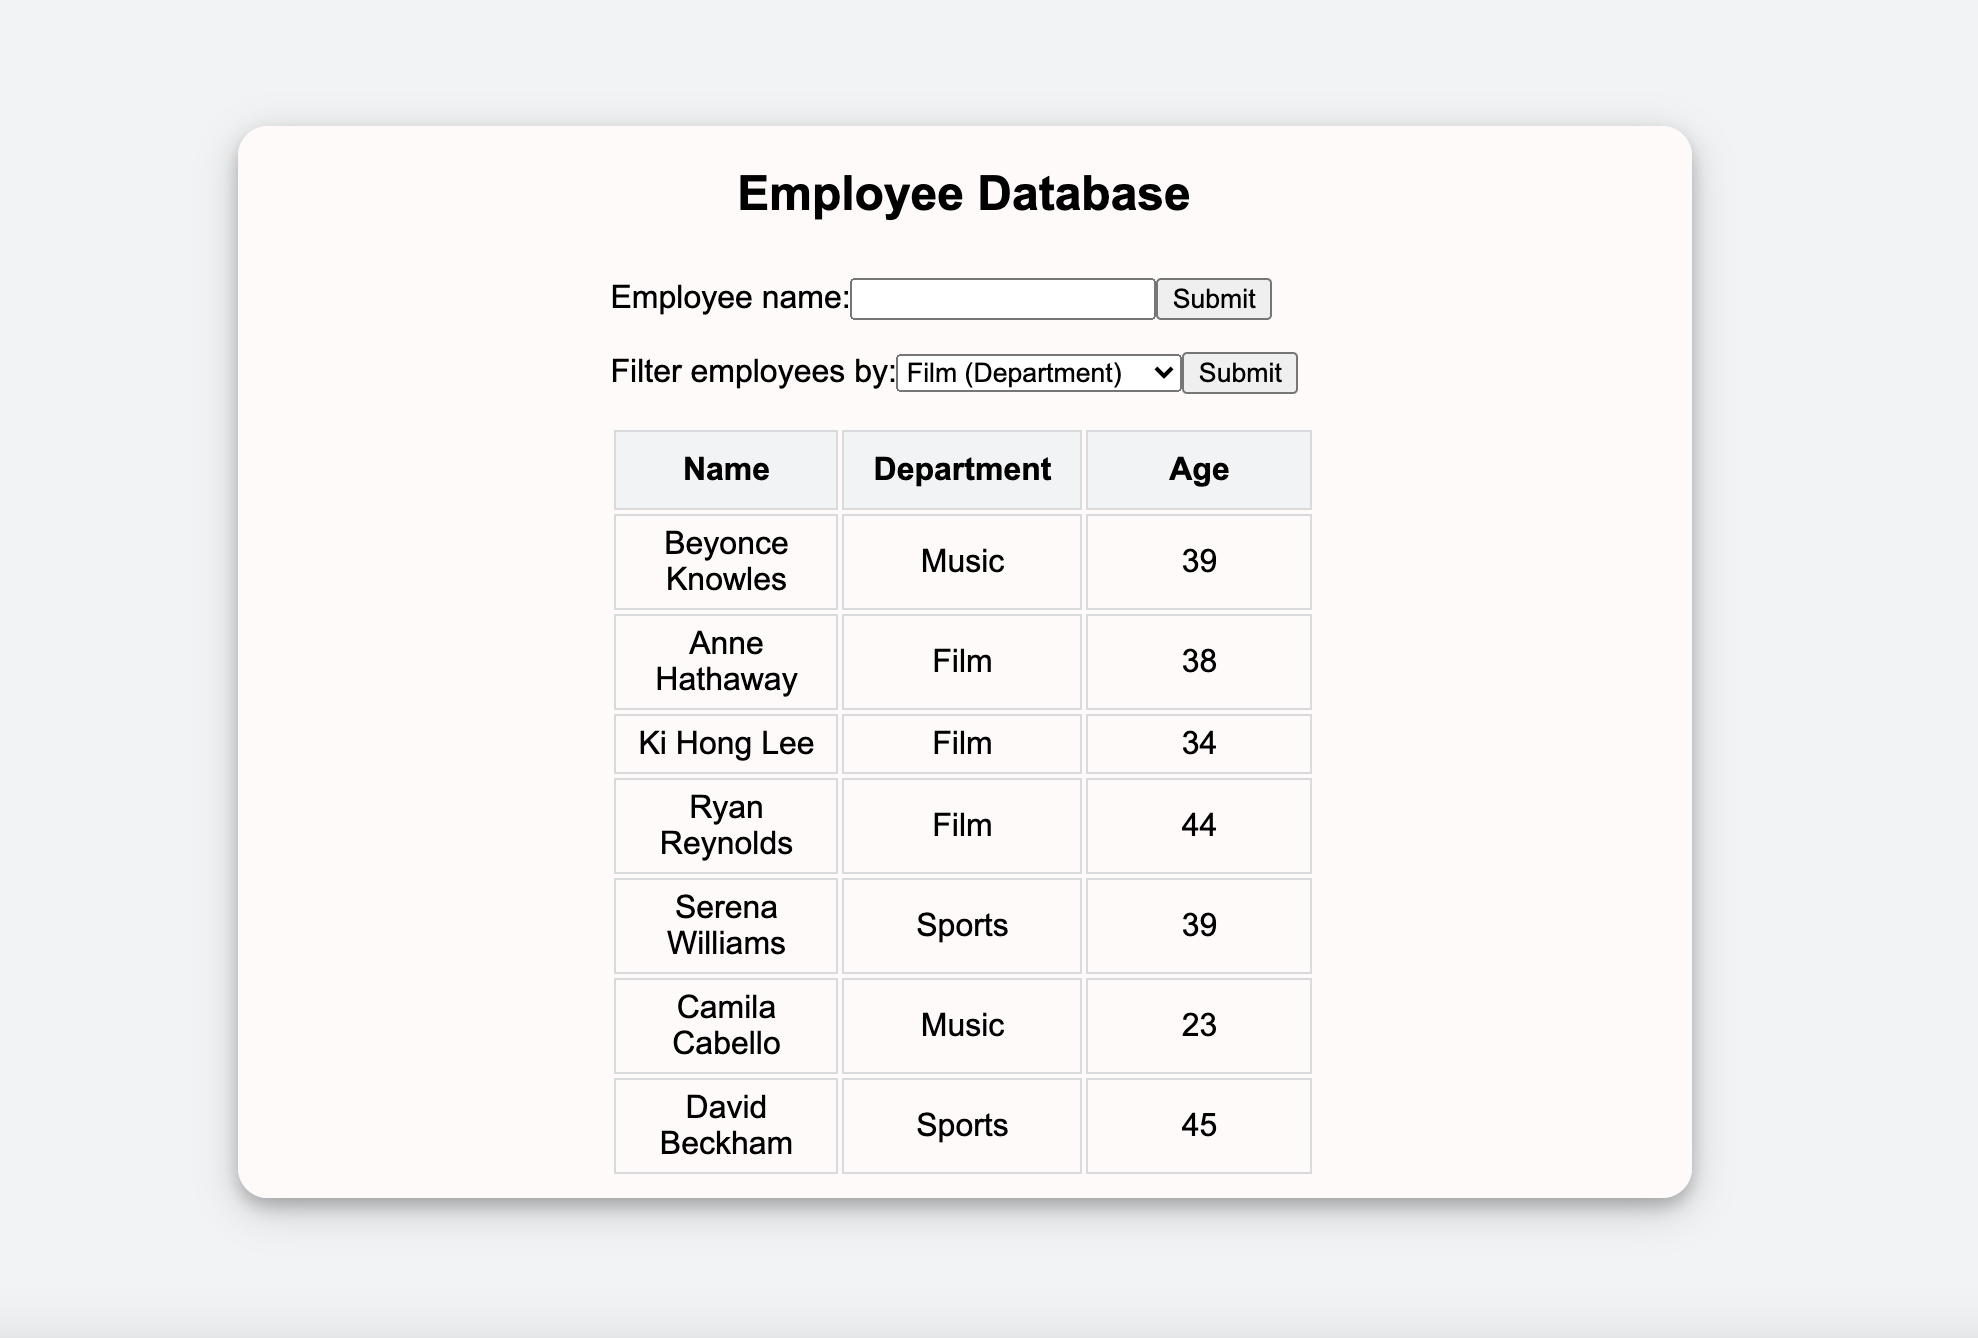 Employee Database
Employee name: Submit
Filter employees by: Film (Department) Submit
Name Department Age
Beyonce
Knowles Music 39
Anne
Hathaway Film 38
Ki Hong Lee Film 34
Ryan
Reynolds Film 44
Serena
Williams Sports 39
Camila
Cabello Music 23
David
Beckham Sports 45